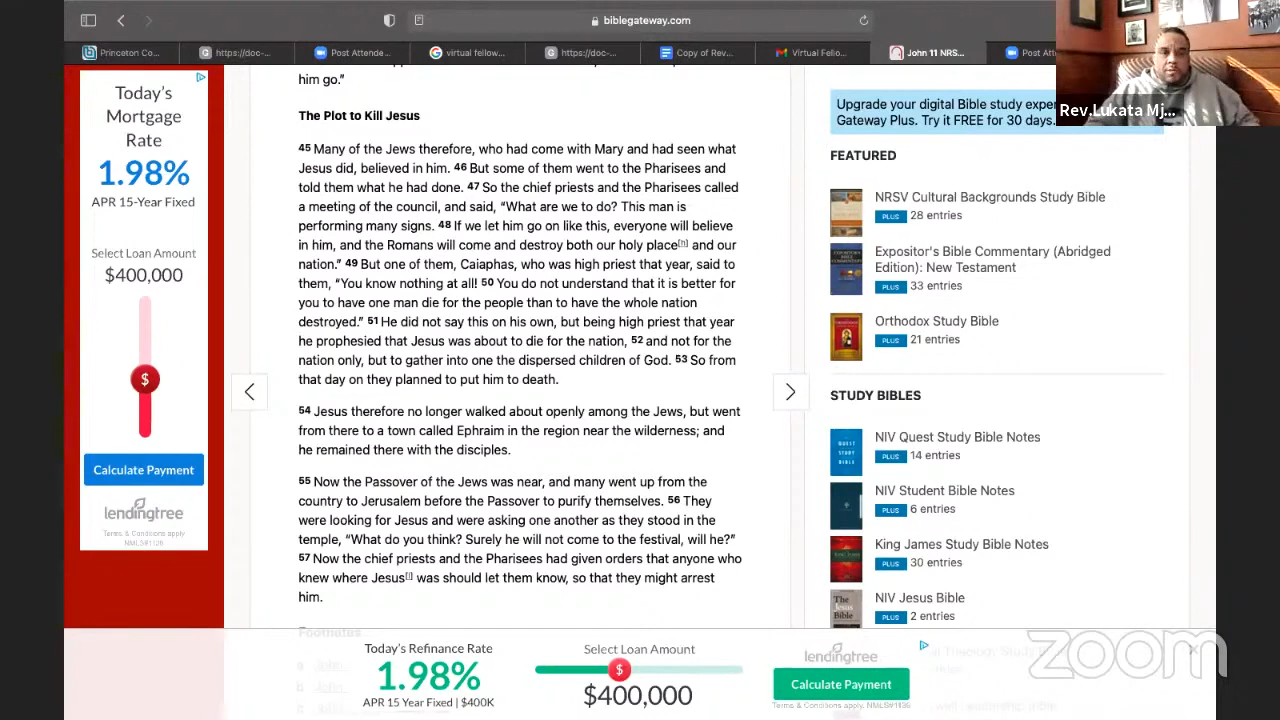 biblegateway.com
Princeton Co...
https://doc-...
Post Attende...
virtual fellow...
https://doc-...
Copy of Rev...
Virtual Fellio...
John 11 NRS...
Post Att
Rev.Lukata Mj...
Today's
Mortgage
Rate
1.98%
APR 15-Year Fixed
Select Loan Amount
$400,000
$
Calculate Payment
lendingtree
Terms & Conditions apply
him go.”
The Plot to Kill Jesus
45 Many of the Jews therefore, who had come with Mary and had seen what
Jesus did, believed in him. 46 But some of them went to the Pharisees and
told them what he had done. 47 So the chief priests and the Pharisees called
a meeting of the council, and said, “What are we to do? This man is
performing many signs. 48 If we let him go on like this, everyone will believe
in him, and the Romans will come and destroy both our holy place[h] and our
nation.” 49 But one of them, Caiaphas, who was high priest that year, said to
them, “You know nothing at all! 50 You do not understand that it is better for
you to have one man die for the people than to have the whole nation
destroyed.” 51 He did not say this on his own, but being high priest that year
he prophesied that Jesus was about to die for the nation, 52 and not for the
nation only, but to gather into one the dispersed children of God. 53 So from
that day on they planned to put him to death.
54 Jesus therefore no longer walked about openly among the Jews, but went
from there to a town called Ephraim in the region near the wilderness; and
he remained there with the disciples.
55 Now the Passover of the Jews was near, and many went up from the
country to Jerusalem before the Passover to purify themselves. 56 They
were looking for Jesus and were asking one another as they stood in the
temple, “What do you think? Surely he will not come to the festival, will he?”
57 Now the chief priests and the Pharisees had given orders that anyone who
knew where Jesus[i] was should let them know, so that they might arrest
him.
Footnotes
Upgrade your digital Bible study expe
Gateway Plus. Try it FREE for 30 days.
FEATURED
NRSV Cultural Backgrounds Study Bible
PLUS 28 entries
Expositor's Bible Commentary (Abridged
Edition): New Testament
PLUS 33 entries
Orthodox Study Bible
PLUS 21 entries
STUDY BIBLES
NIV Quest Study Bible Notes
PLUS 14 entries
QUEST
STUDY
BIBLE
NIV Student Bible Notes
PLUS 6 entries
King James Study Bible Notes
PLUS 30 entries
NIV Jesus Bible
PLUS 2 entries
The
Jesus
Bible
Today's Refinance Rate
1.98%
APR 15 Year Fixed | $400K
Select Loan Amount
$
$400,000
lendingtree
Calculate Payment
Terms & Conditions apply. NMLS#1136
zoom